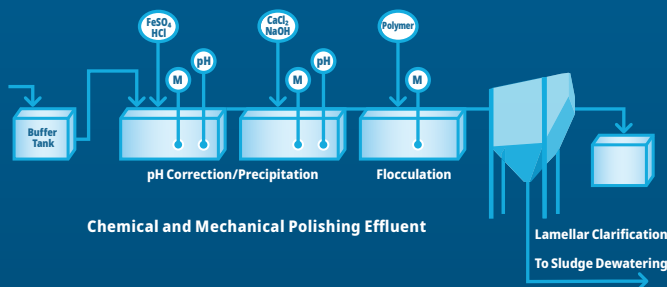 FeSO₄
HCl
CaCl₂
NaOH
Polymer
M
pH
M
pH
M
Buffer
Tank
pH Correction/Precipitation
Flocculation
Chemical and Mechanical Polishing Effluent
Lamellar Clarification
To Sludge Dewatering